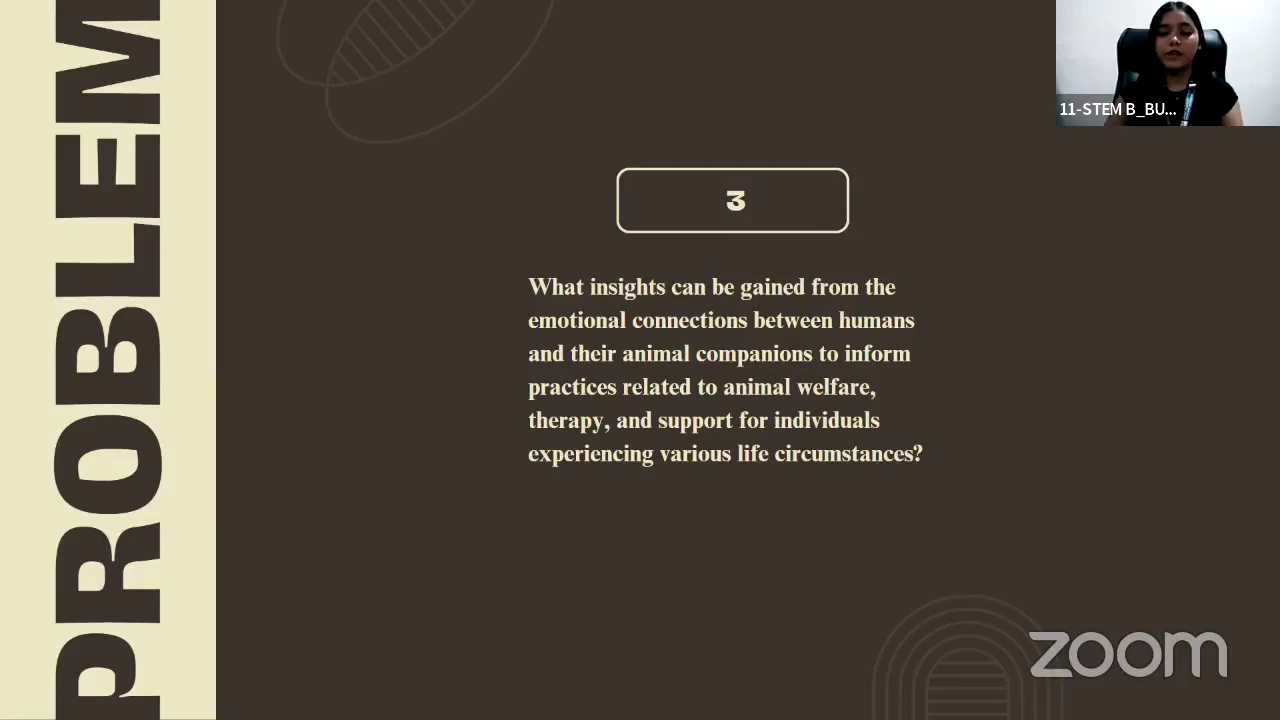 PROBLEM
11-STEM B_BU...
3
What insights can be gained from the
emotional connections between humans
and their animal companions to inform
practices related to animal welfare,
therapy, and support for individuals
experiencing various life circumstances?
zoom